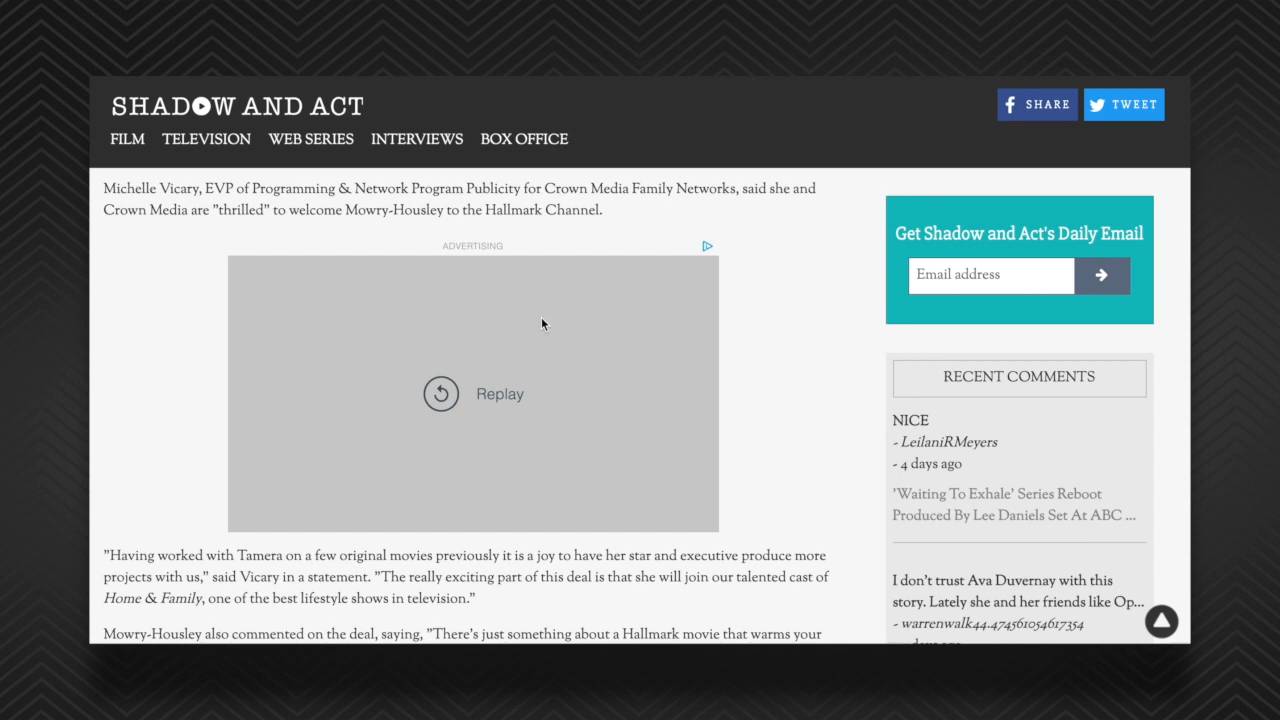 SHADOW AND ACT
SHARE
TWEET
FILM TELEVISION WEB SERIES INTERVIEWS BOX OFFICE
Michelle Vicary, EVP of Programming & Network Program Publicity for Crown Media Family Networks, said she and
Crown Media are ”thrilled” to welcome Mowry-Housley to the Hallmark Channel.
ADVERTISING
Replay
”Having worked with Tamera on a few original movies previously it is a joy to have her star and executive produce more
projects with us,” said Vicary in a statement. ”The really exciting part of this deal is that she will join our talented cast of
Home & Family, one of the best lifestyle shows in television.”
Mowry-Housley also commented on the deal, saying, ”There’s just something about a Hallmark movie that warms your
Get Shadow and Act's Daily Email
Email address
RECENT COMMENTS
NICE
- LeilaniRMeyers
- 4 days ago
’Waiting To Exhale’ Series Reboot
Produced By Lee Daniels Set At ABC ...
I don’t trust Ava Duvernay with this
story. Lately she and her friends like Op...
- warrenwalk44.474561054617354